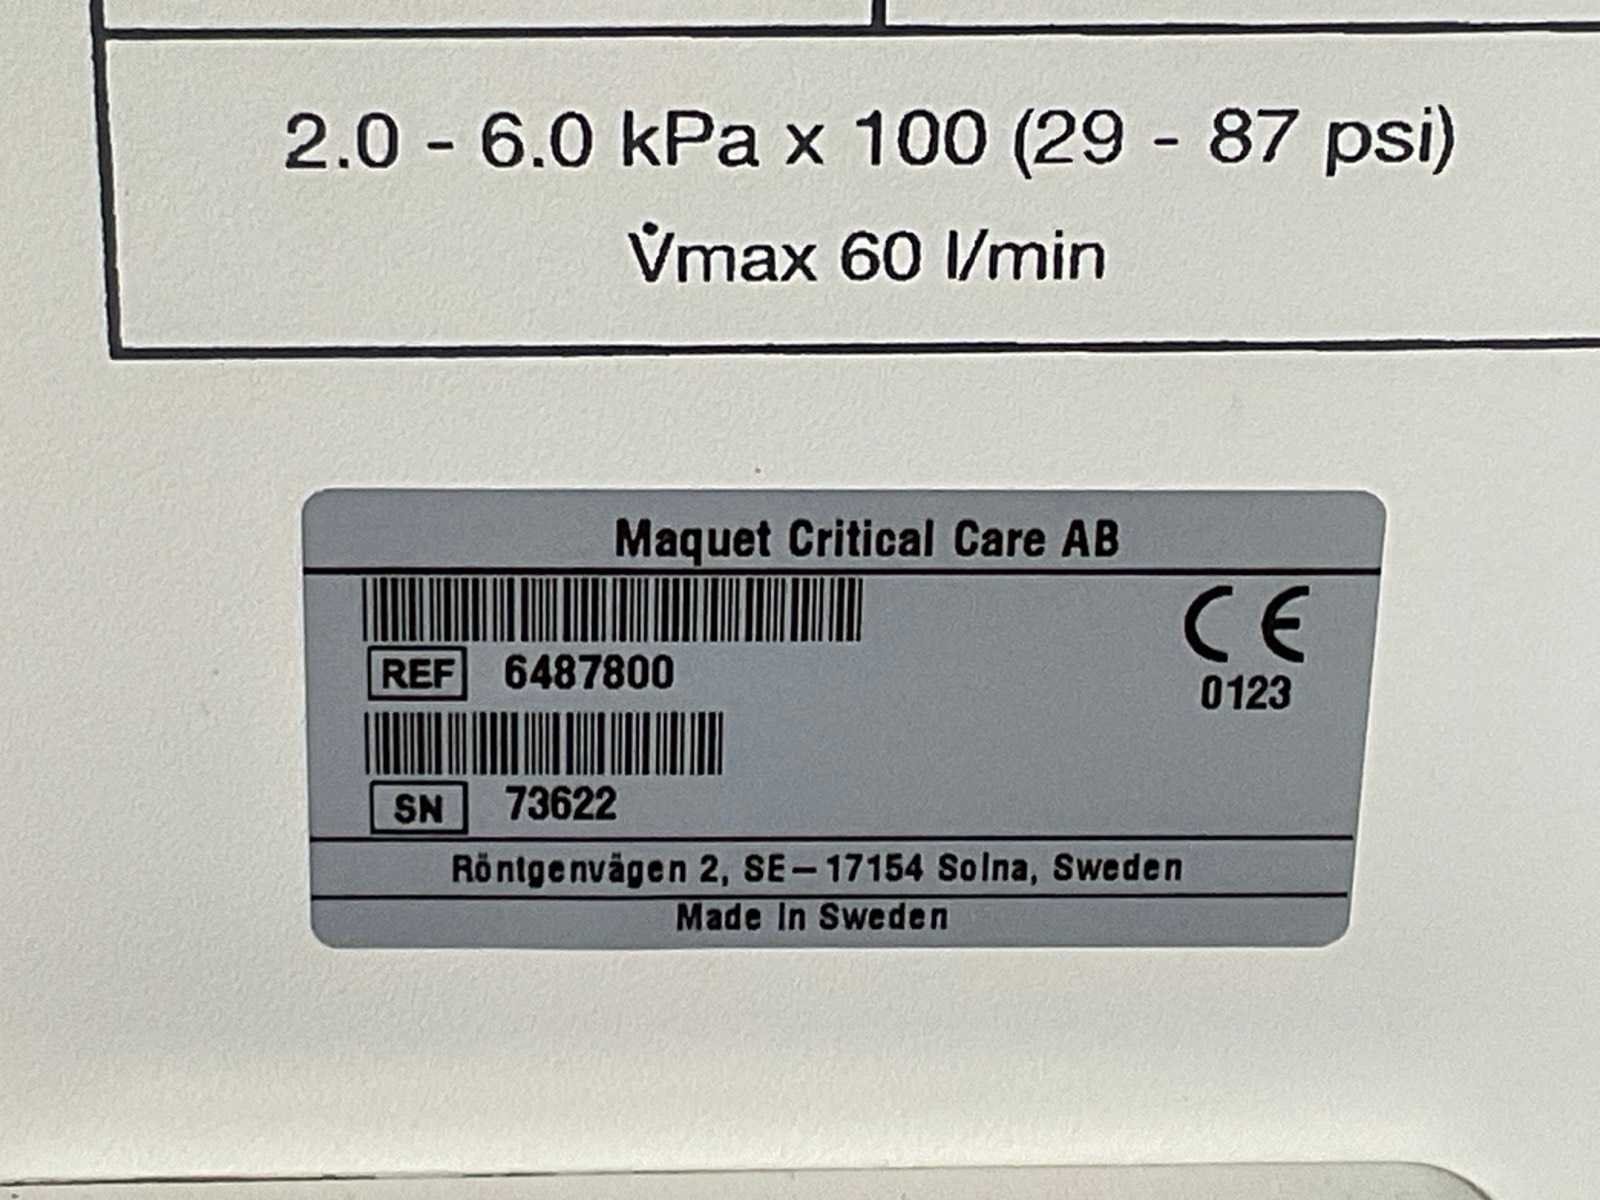 2.0 - 6.0 kPa x 100 (29 - 87 psi)
V̇max 60 l/min
Maquet Critical Care AB
CE
REF 6487800
0123
SN 73622
Röntgenvägen 2, SE–17154 Solna, Sweden
Made in Sweden